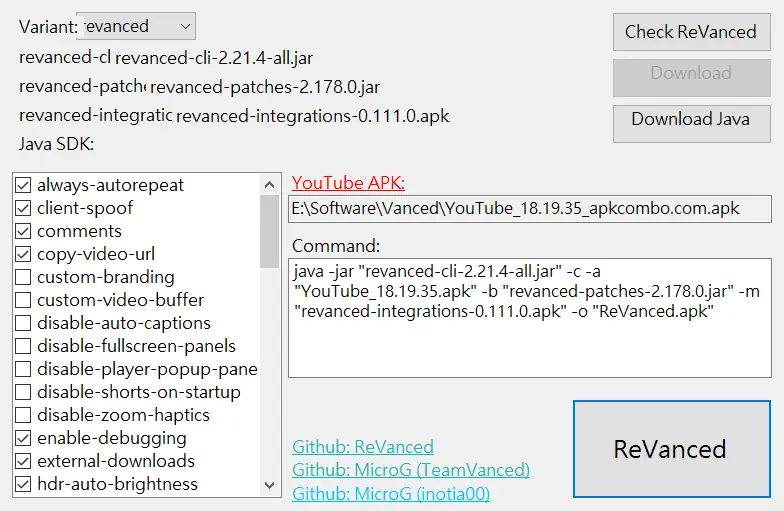 Variant: revanced
Check ReVanced
revanced-cl revanced-cli-2.21.4-all.jar
Download
revanced-patche revanced-patches-2.178.0.jar
revanced-integratic revanced-integrations-0.111.0.apk
Download Java
Java SDK:
always-autorepeat
client-spoof
comments
copy-video-url
custom-branding
custom-video-buffer
disable-auto-captions
disable-fullscreen-panels
disable-player-popup-pane
disable-shorts-on-startup
disable-zoom-haptics
enable-debugging
external-downloads
hdr-auto-brightness
YouTube APK:
E:\Software\Vanced\YouTube_18.19.35_apkcombo.com.apk
Command:
java -jar "revanced-cli-2.21.4-all.jar" -c -a
"YouTube_18.19.35.apk" -b "revanced-patches-2.178.0.jar" -m
"revanced-integrations-0.111.0.apk" -o "ReVanced.apk"
Github: ReVanced
Github: MicroG (TeamVanced)
Github: MicroG (inotia00)
ReVanced